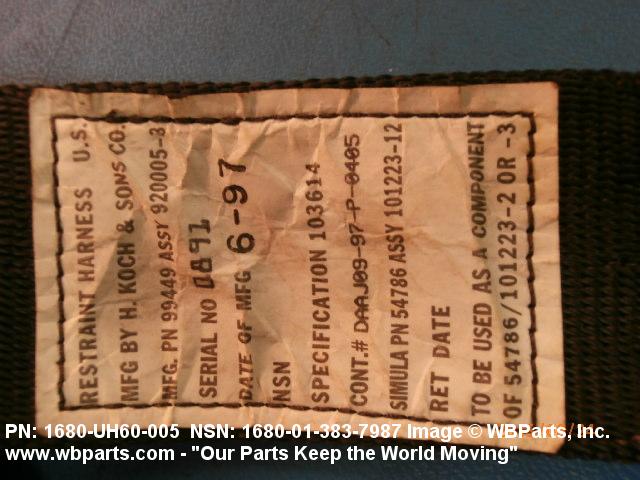 RESTRAINT HARNESS U.S.
MFG BY H. KOCH & SONS CO.
MFG. PN 99449 ASSY 920005-3
SERIAL NO 0891
DATE OF MFG 6-97
NSN
SPECIFICATION 103614
CONT.# DAAJ09-97-P-0405
SIMULA PN 54786 ASSY 101223-12
RET DATE
TO BE USED AS A COMPONENT
OF 54786/101223-2 OR -3
PN: 1680-UH60-005 NSN: 1680-01-383-7987 Image © WBParts, Inc.
www.wbparts.com - "Our Parts Keep the World Moving"